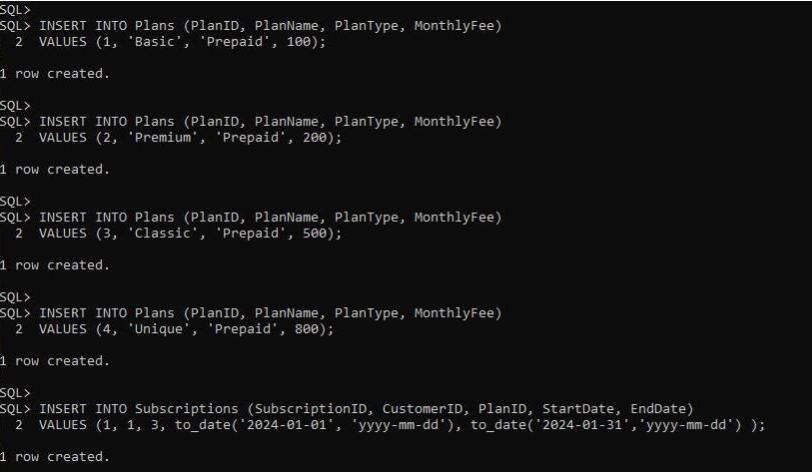 SQL>
SQL> INSERT INTO Plans (PlanID, PlanName, PlanType, MonthlyFee)
  2  VALUES (1, 'Basic', 'Prepaid', 100);
1 row created.
SQL>
SQL> INSERT INTO Plans (PlanID, PlanName, PlanType, MonthlyFee)
  2  VALUES (2, 'Premium', 'Prepaid', 200);
1 row created.
SQL>
SQL> INSERT INTO Plans (PlanID, PlanName, PlanType, MonthlyFee)
  2  VALUES (3, 'Classic', 'Prepaid', 500);
1 row created.
SQL>
SQL> INSERT INTO Plans (PlanID, PlanName, PlanType, MonthlyFee)
  2  VALUES (4, 'Unique', 'Prepaid', 800);
1 row created.
SQL>
SQL> INSERT INTO Subscriptions (SubscriptionID, CustomerID, PlanID, StartDate, EndDate)
  2  VALUES (1, 1, 3, to_date('2024-01-01', 'yyyy-mm-dd'), to_date('2024-01-31','yyyy-mm-dd') );
1 row created.